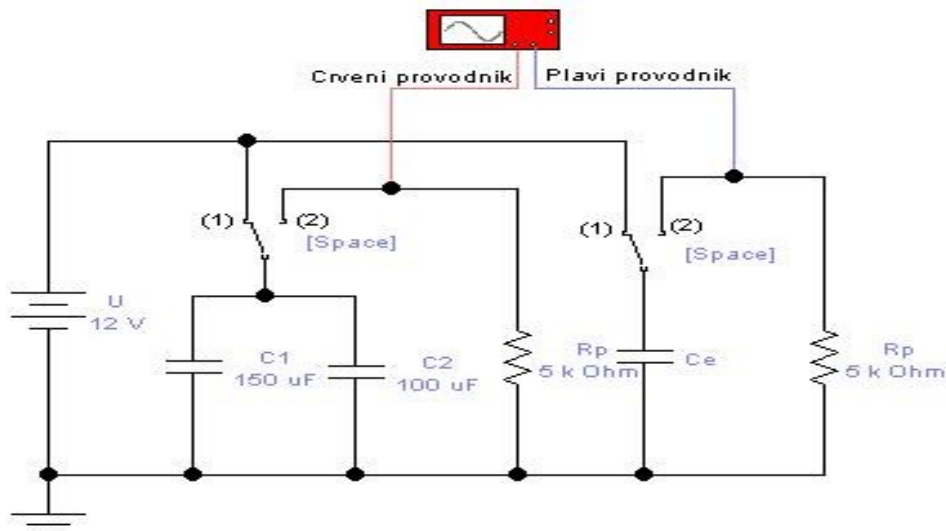 Crveni provodnik
Plavi provodnik
(1)
(2)
[Space]
(1)
(2)
[Space]
U
12 V
C1
150 uF
C2
100 uF
Rp
5 k Ohm
Ce
Rp
5 k Ohm